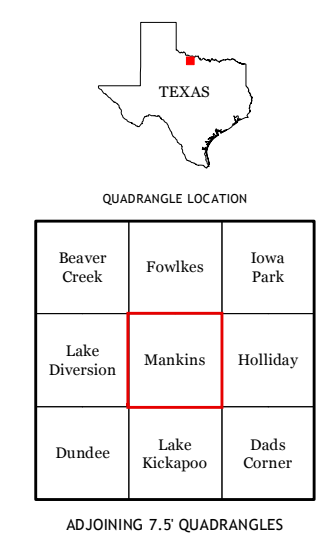 TEXAS
QUADRANGLE LOCATION
Beaver
Creek
Fowlkes
Iowa
Park
Lake
Diversion
Mankins
Holliday
Dundee
Lake
Kickapoo
Dads
Corner
ADJOINING 7.5' QUADRANGLES